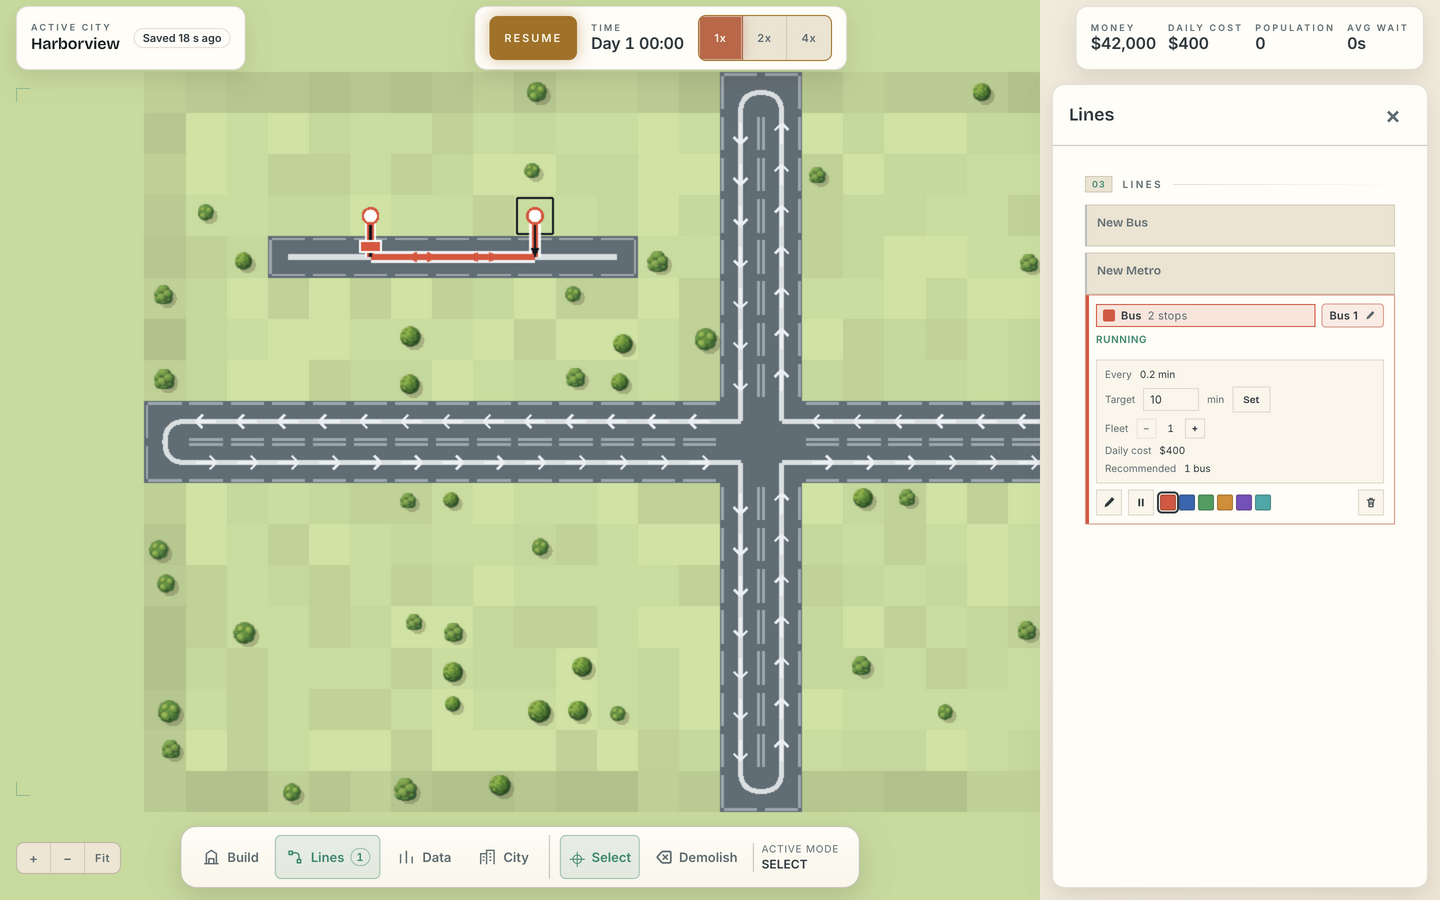 ACTIVE CITY
Harborview
Saved 18 s ago
RESUME
TIME
Day 1 00:00
1x
2x
4x
MONEY
$42,000
DAILY COST
$400
POPULATION
0
AVG WAIT
0s
Lines
03 LINES
New Bus
New Metro
Bus 2 stops
Bus 1
RUNNING
Every 0.2 min
Target 10 min Set
Fleet − 1 +
Daily cost $400
Recommended 1 bus
+ − Fit
Build
Lines 1
Data
City
Select
Demolish
ACTIVE MODE
SELECT